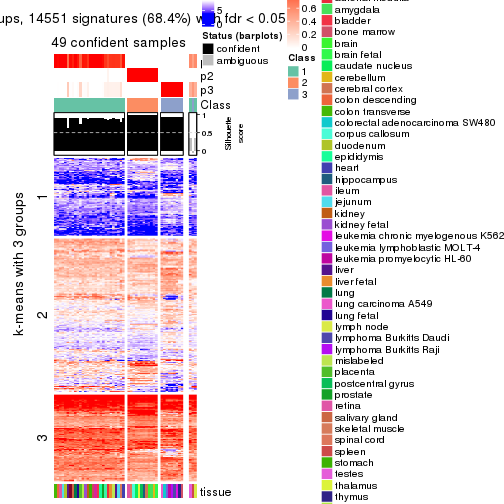 ups, 14551 signatures (68.4%) with fdr < 0.05
49 confident samples
p2
p3
Class
1
0.5
0
Silhouette
score
k-means with 3 groups
1
2
3
tissue
5
0
Status (barplots)
confident
ambiguous
0.6
0.4
0.2
0
Class
1
2
3
amygdala
bladder
bone marrow
brain
brain fetal
caudate nucleus
cerebellum
cerebral cortex
colon descending
colon transverse
colorectal adenocarcinoma SW480
corpus callosum
duodenum
epididymis
heart
hippocampus
ileum
jejunum
kidney
kidney fetal
leukemia chronic myelogenous K562
leukemia lymphoblastic MOLT-4
leukemia promyelocytic HL-60
liver
liver fetal
lung
lung carcinoma A549
lung fetal
lymph node
lymphoma Burkitts Daudi
lymphoma Burkitts Raji
mislabeled
placenta
postcentral gyrus
prostate
retina
salivary gland
skeletal muscle
spinal cord
spleen
stomach
testes
thalamus
thymus